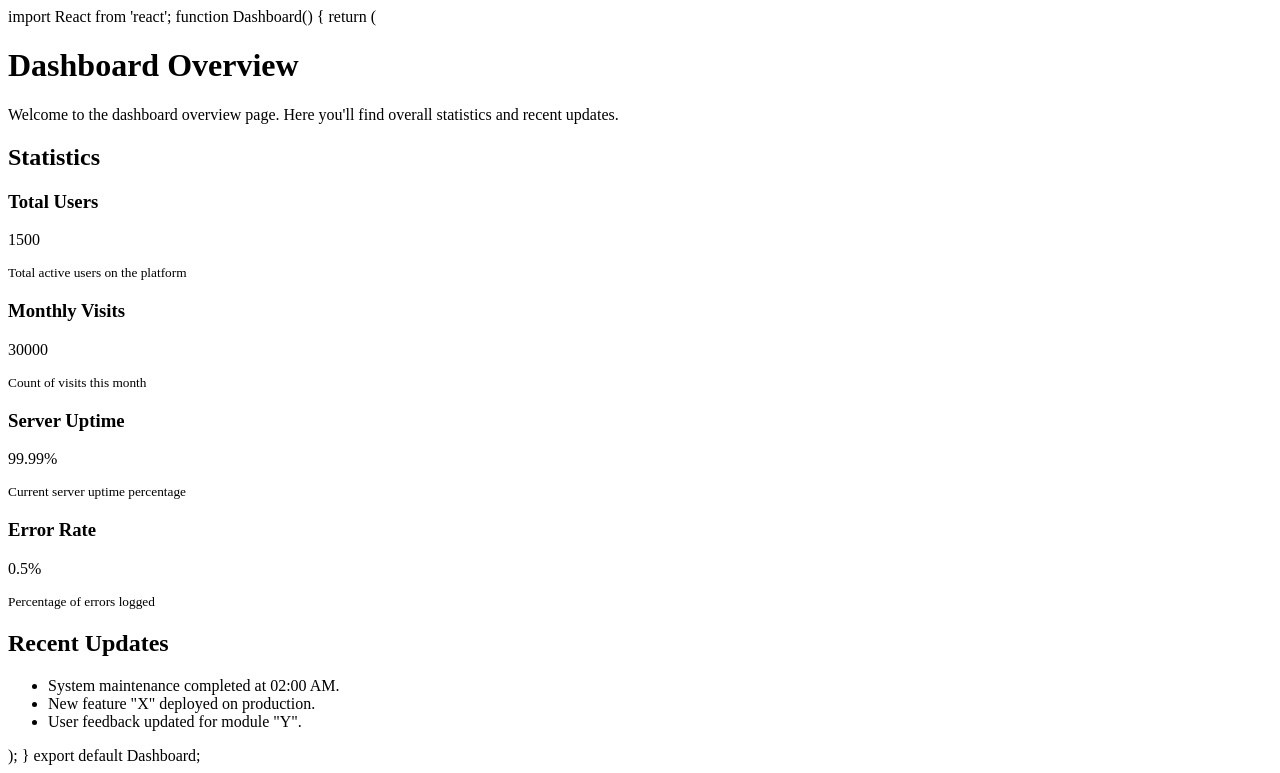 import React from 'react'; function Dashboard() { return (
Dashboard Overview
Welcome to the dashboard overview page. Here you'll find overall statistics and recent updates.
Statistics
Total Users
1500
Total active users on the platform
Monthly Visits
30000
Count of visits this month
Server Uptime
99.99%
Current server uptime percentage
Error Rate
0.5%
Percentage of errors logged
Recent Updates
• System maintenance completed at 02:00 AM.
• New feature "X" deployed on production.
• User feedback updated for module "Y".
); } export default Dashboard;